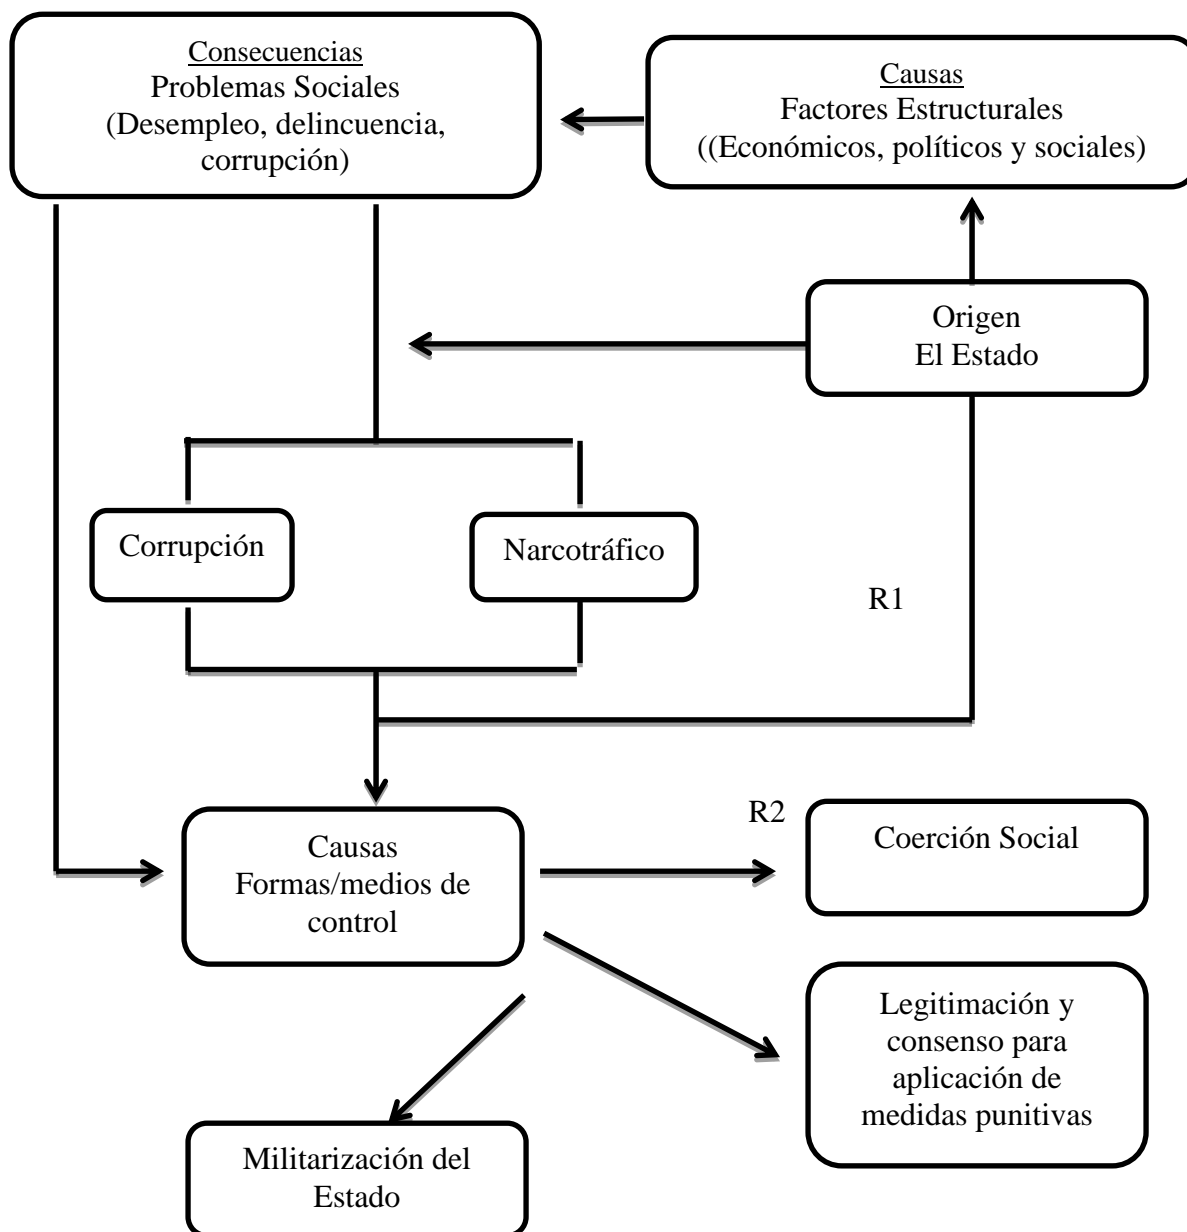 Consecuencias
Problemas Sociales
(Desempleo, delincuencia,
corrupción)
Causas
Factores Estructurales
((Económicos, políticos y sociales)
Origen
El Estado
Corrupción
Narcotráfico
R1
Causas
Formas/medios de
control
R2
Coerción Social
Legitimación y
consenso para
aplicación de
medidas punitivas
Militarización del
Estado